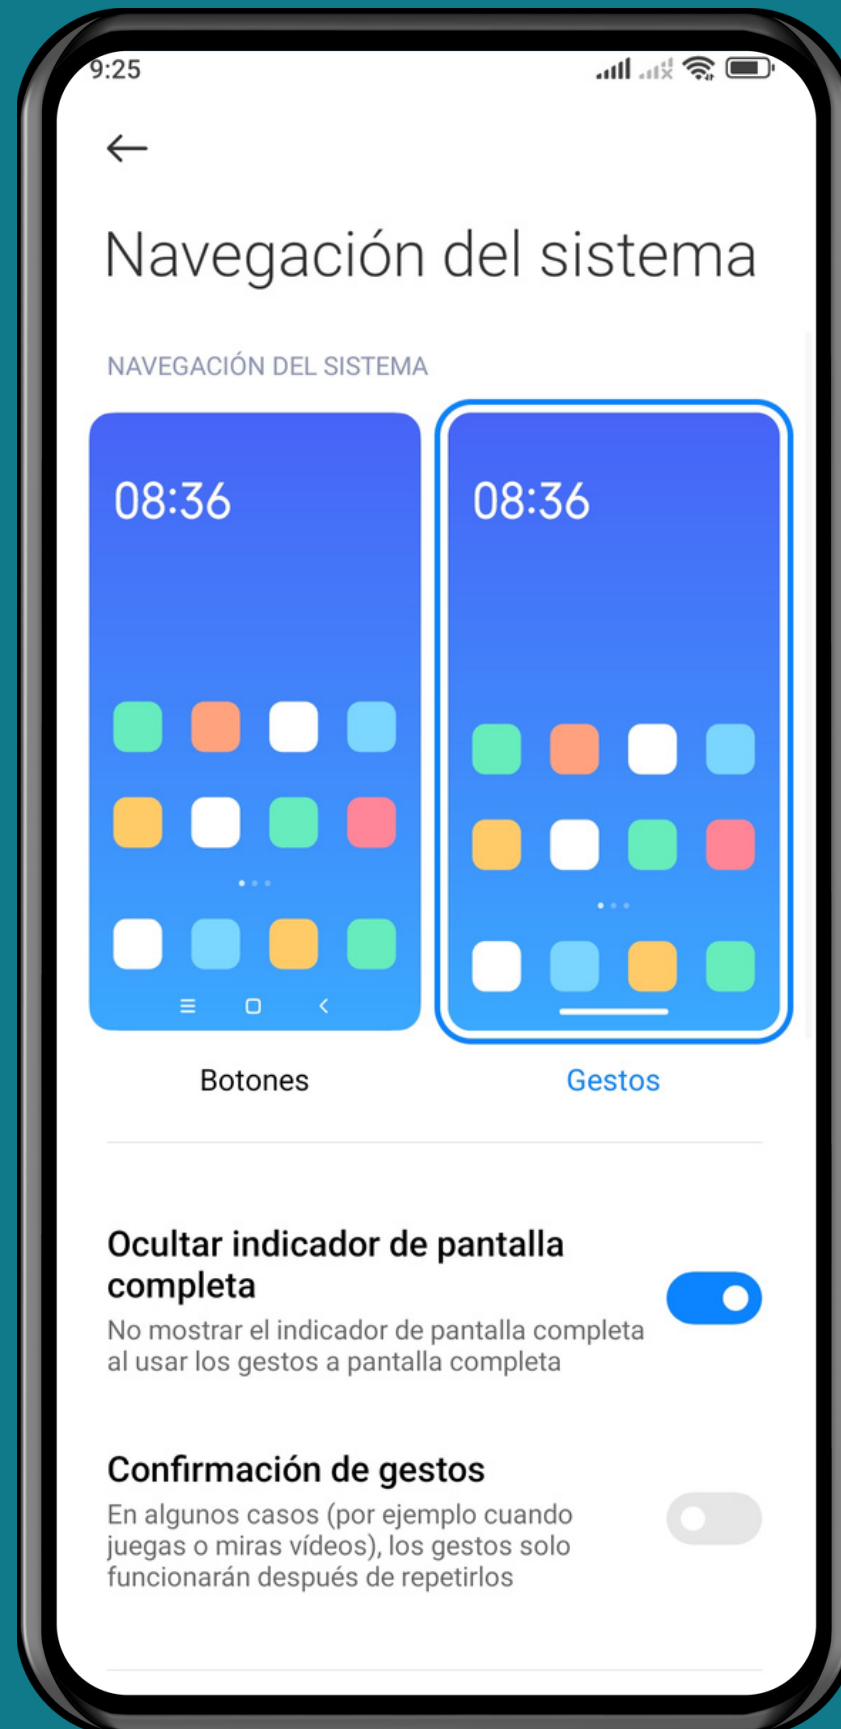 9:25
Navegación del sistema
NAVEGACIÓN DEL SISTEMA
08:36
08:36
Botones
Gestos
Ocultar indicador de pantalla
completa
No mostrar el indicador de pantalla completa
al usar los gestos a pantalla completa
Confirmación de gestos
En algunos casos (por ejemplo cuando
juegas o miras vídeos), los gestos solo
funcionarán después de repetirlos